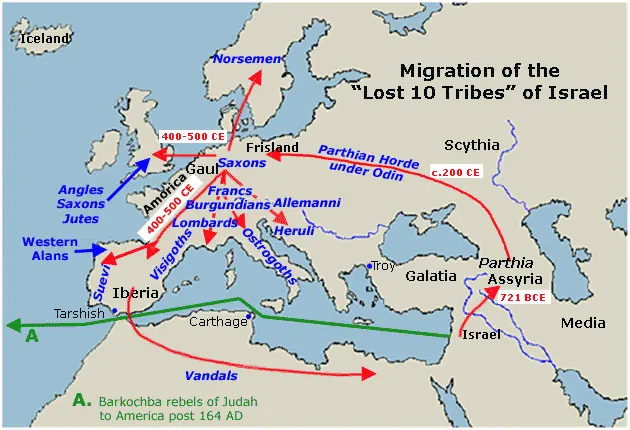 Iceland
Norsemen
Migration of the
“Lost 10 Tribes” of Israel
400-500 CE
Frisland
Scythia
Parthian Horde
under Odin
c.200 CE
Saxons
Gaul
Amorica
400-500 CE
Angles
Saxons
Jutes
Francs
Burgundians
Allemanni
Lombards
Heruli
Western
Alans
Visigoths
Ostrogoths
Suevi
Iberia
Troy
Galatia
Parthia
Assyria
721 BCE
Tarshish
Carthage
Israel
Media
A
Vandals
A. Barkochba rebels of Judah
to America post 164 AD